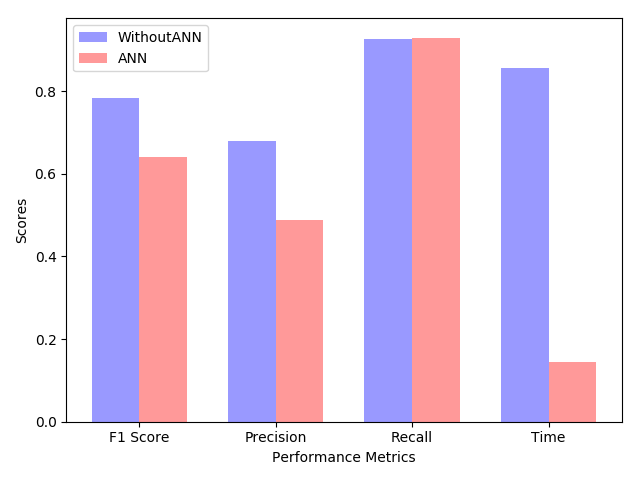 WithoutANN
ANN
Scores
0.8
0.6
0.4
0.2
0.0
F1 Score Precision Recall Time
Performance Metrics